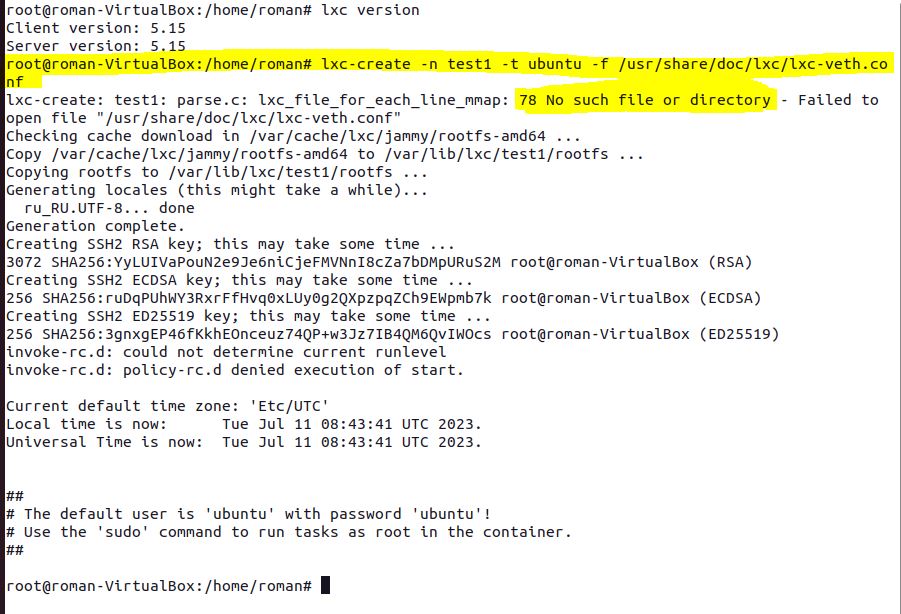 root@roman-VirtualBox:/home/roman# lxc version
Client version: 5.15
Server version: 5.15
root@roman-VirtualBox:/home/roman# lxc-create -n test1 -t ubuntu -f /usr/share/doc/lxc/lxc-veth.co
nf
lxc-create: test1: parse.c: lxc_file_for_each_line_mmap: 78 No such file or directory - Failed to
open file "/usr/share/doc/lxc/lxc-veth.conf"
Checking cache download in /var/cache/lxc/jammy/rootfs-amd64 ...
Copy /var/cache/lxc/jammy/rootfs-amd64 to /var/lib/lxc/test1/rootfs ...
Copying rootfs to /var/lib/lxc/test1/rootfs ...
Generating locales (this might take a while)...
  ru_RU.UTF-8... done
Generation complete.
Creating SSH2 RSA key; this may take some time ...
3072 SHA256:YyLUIVaPouN2e9Je6niCjeFMVNnI8cZa7bDMpURuS2M root@roman-VirtualBox (RSA)
Creating SSH2 ECDSA key; this may take some time ...
256 SHA256:ruDqPUhWY3RxrFfHvq0xLUy0g2QXpzpqZCh9EWpmb7k root@roman-VirtualBox (ECDSA)
Creating SSH2 ED25519 key; this may take some time ...
256 SHA256:3gnxgEP46fKkhEOnceuz74QP+w3Jz7IB4QM6QvIWOcs root@roman-VirtualBox (ED25519)
invoke-rc.d: could not determine current runlevel
invoke-rc.d: policy-rc.d denied execution of start.

Current default time zone: 'Etc/UTC'
Local time is now:      Tue Jul 11 08:43:41 UTC 2023.
Universal Time is now:  Tue Jul 11 08:43:41 UTC 2023.


##
# The default user is 'ubuntu' with password 'ubuntu'!
# Use the 'sudo' command to run tasks as root in the container.
##

root@roman-VirtualBox:/home/roman#